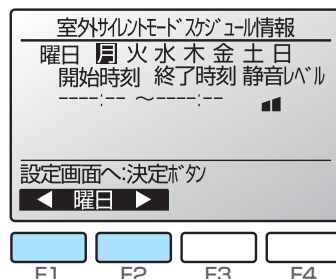 室外サイレントモードスケジュール情報
曜日 月 火 水 木 金 土 日
開始時刻 終了時刻 静音レベル
----:-- ～----:--
設定画面へ:決定ボタン
◀ 曜日 ▶
F1 F2 F3 F4